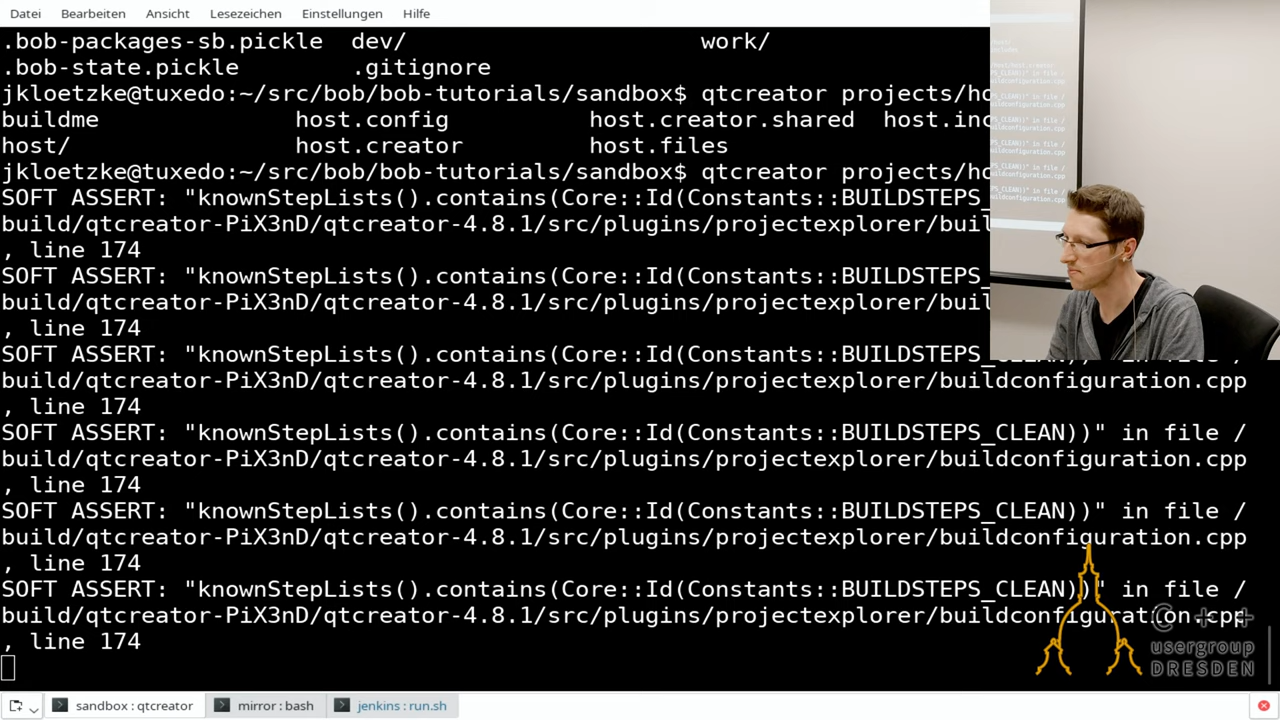 Datei Bearbeiten Ansicht Lesezeichen Einstellungen Hilfe
.bob-packages-sb.pickle dev/ work/
.bob-state.pickle .gitignore
jkloetzke@tuxedo:~/src/bob/bob-tutorials/sandbox$ qtcreator projects/ho
buildme host.config host.creator.shared host.inc
host/ host.creator host.files
jkloetzke@tuxedo:~/src/bob/bob-tutorials/sandbox$ qtcreator projects/ho
SOFT ASSERT: "knownStepLists().contains(Core::Id(Constants::BUILDSTEPS_
build/qtcreator-PiX3nD/qtcreator-4.8.1/src/plugins/projectexplorer/buil
, line 174
SOFT ASSERT: "knownStepLists().contains(Core::Id(Constants::BUILDSTEPS_
build/qtcreator-PiX3nD/qtcreator-4.8.1/src/plugins/projectexplorer/buil
, line 174
SOFT ASSERT: "knownStepLists().contains(Core::Id(Constants::BUILDSTEPS_CLEAN))" in file /
build/qtcreator-PiX3nD/qtcreator-4.8.1/src/plugins/projectexplorer/buildconfiguration.cpp
, line 174
SOFT ASSERT: "knownStepLists().contains(Core::Id(Constants::BUILDSTEPS_CLEAN))" in file /
build/qtcreator-PiX3nD/qtcreator-4.8.1/src/plugins/projectexplorer/buildconfiguration.cpp
, line 174
SOFT ASSERT: "knownStepLists().contains(Core::Id(Constants::BUILDSTEPS_CLEAN))" in file /
build/qtcreator-PiX3nD/qtcreator-4.8.1/src/plugins/projectexplorer/buildconfiguration.cpp
, line 174
SOFT ASSERT: "knownStepLists().contains(Core::Id(Constants::BUILDSTEPS_CLEAN))" in file /
build/qtcreator-PiX3nD/qtcreator-4.8.1/src/plugins/projectexplorer/buildconfiguration.cpp
, line 174
C++
usergroup
DRESDEN
sandbox : qtcreator mirror : bash jenkins : run.sh